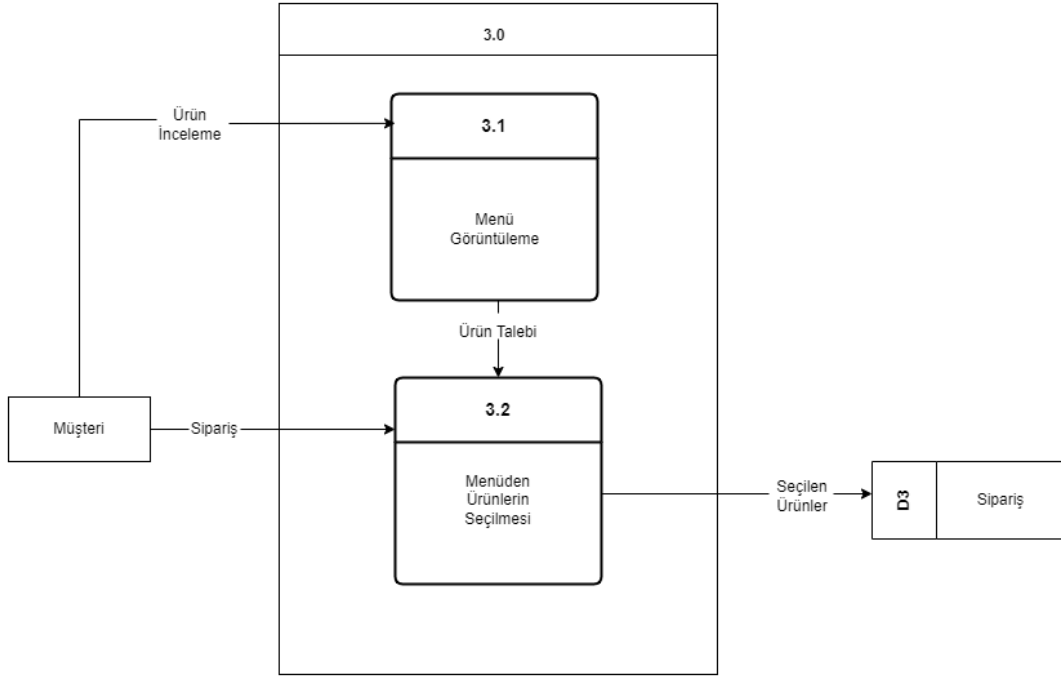 3.0
Ürün
İnceleme
3.1
Menü
Görüntüleme
Ürün Talebi
Müşteri
Sipariş
3.2
Menüden
Ürünlerin
Seçilmesi
Seçilen
Ürünler
D3
Sipariş